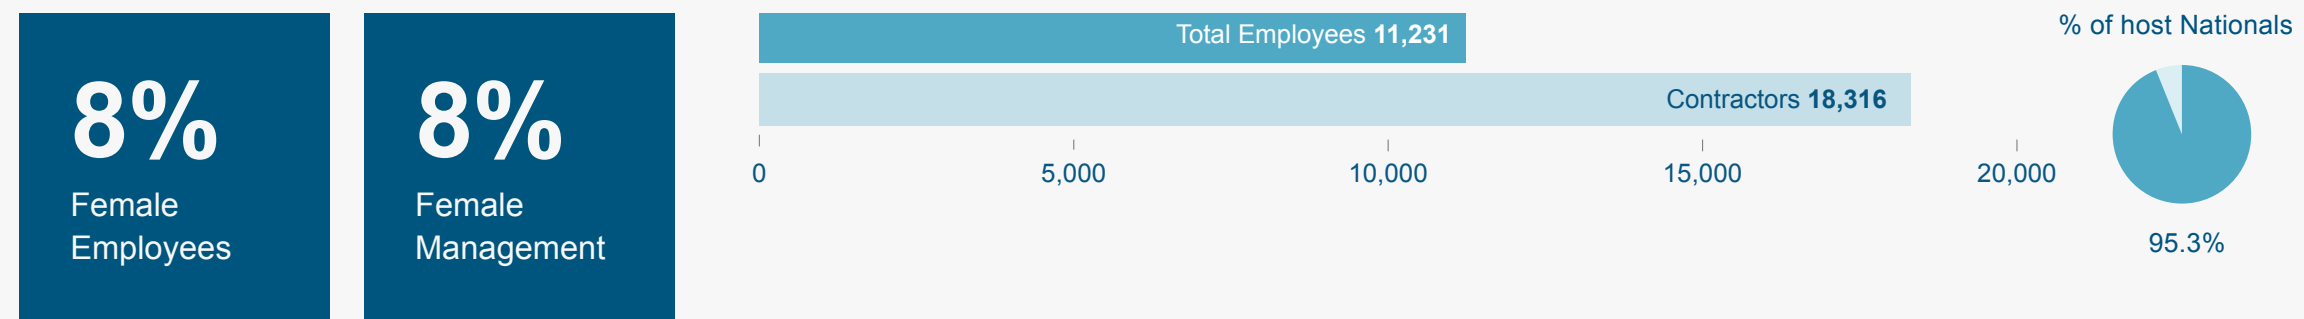 8%
Female
Employees
8%
Female
Management
Total Employees 11,231
Contractors 18,316
0 5,000 10,000 15,000 20,000
% of host Nationals
95.3%